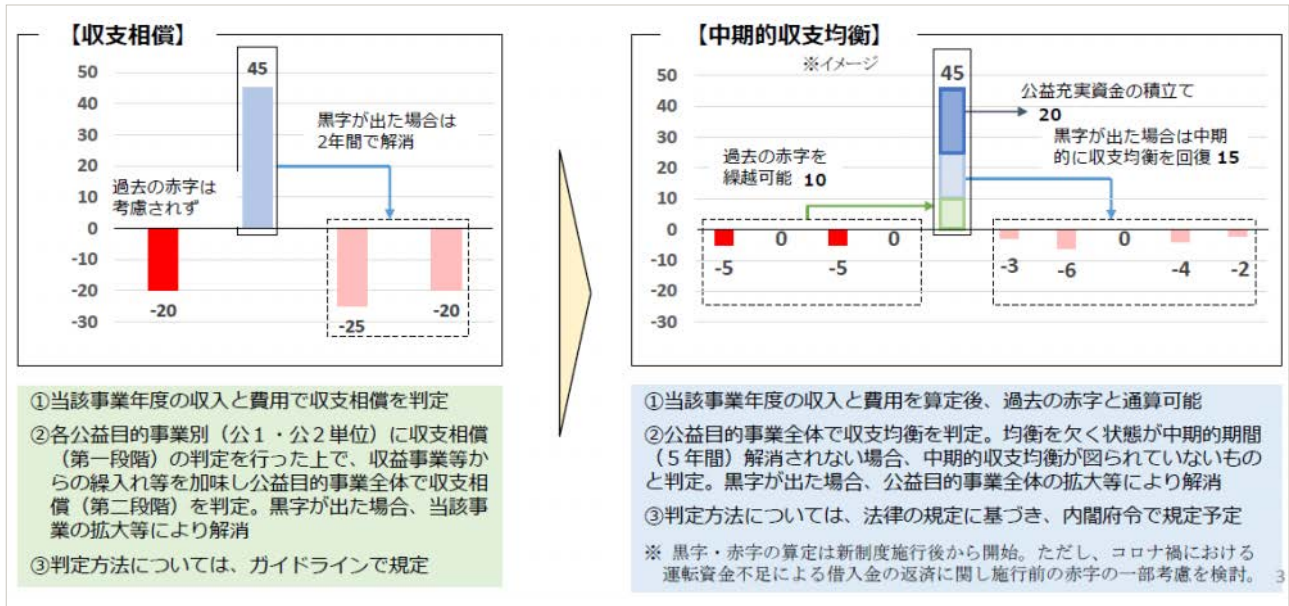 【収支相償】
50
40
30
20
10
0
-10
-20
-30
45
黒字が出た場合は
2年間で解消
過去の赤字は
考慮されず
-20
-25
-20
①当該事業年度の収入と費用で収支相償を判定
②各公益目的事業別（公１・公２単位）に収支相償
（第一段階）の判定を行った上で、収益事業等か
らの繰入れ等を加味し公益目的事業全体で収支相
償（第二段階）を判定。黒字が出た場合、当該事
業の拡大等により解消
③判定方法については、ガイドラインで規定
【中期的収支均衡】
※イメージ
50
40
30
20
10
0
-10
-20
-30
45
公益充実資金の積立て
20
黒字が出た場合は中期
的に収支均衡を回復 15
過去の赤字を
繰越可能 10
-5
0
-5
0
-3
-6
0
-4
-2
①当該事業年度の収入と費用を算定後、過去の赤字と通算可能
②公益目的事業全体で収支均衡を判定。均衡を欠く状態が中期的期間
（５年間）解消されない場合、中期的収支均衡が図られていないもの
と判定。黒字が出た場合、公益目的事業全体の拡大等により解消
③判定方法については、法律の規定に基づき、内閣府令で規定予定
※ 黒字・赤字の算定は新制度施行後から開始。ただし、コロナ禍における
運転資金不足による借入金の返済に関し施行前の赤字の一部考慮を検討。
3